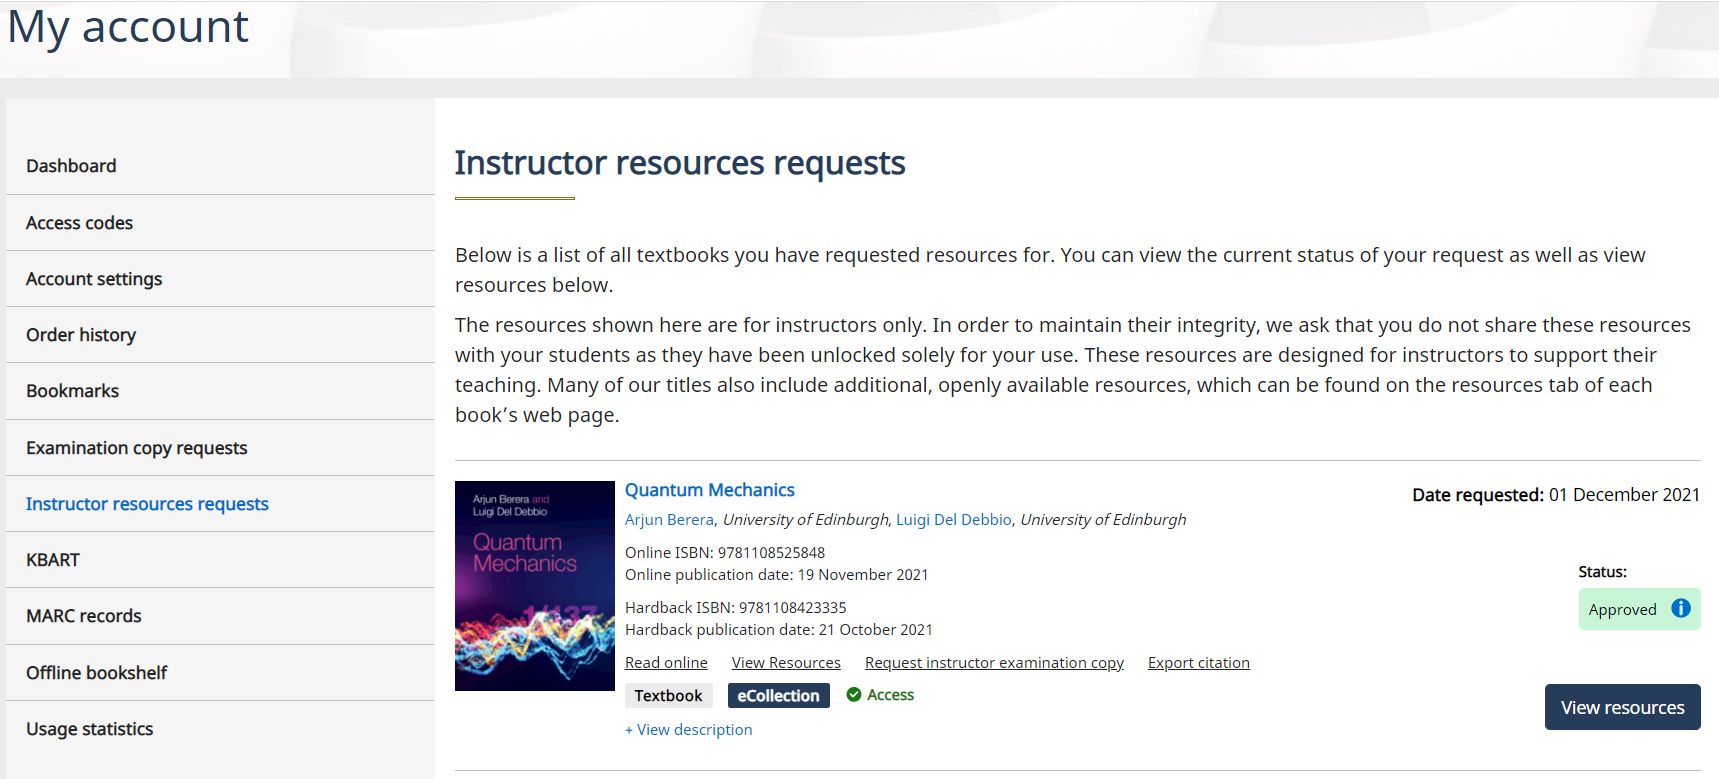 My account
Dashboard
Access codes
Account settings
Order history
Bookmarks
Examination copy requests
Instructor resources requests
KBART
MARC records
Offline bookshelf
Usage statistics
Instructor resources requests
Below is a list of all textbooks you have requested resources for. You can view the current status of your request as well as view
resources below.
The resources shown here are for instructors only. In order to maintain their integrity, we ask that you do not share these resources
with your students as they have been unlocked solely for your use. These resources are designed for instructors to support their
teaching. Many of our titles also include additional, openly available resources, which can be found on the resources tab of each
book’s web page.
Arjun Berera and
Luigi Del Debbio
Quantum
Mechanics
1/137
Quantum Mechanics
Arjun Berera, University of Edinburgh, Luigi Del Debbio, University of Edinburgh
Online ISBN: 9781108525848
Online publication date: 19 November 2021
Hardback ISBN: 9781108423335
Hardback publication date: 21 October 2021
Read online View Resources Request instructor examination copy Export citation
Textbook eCollection Access
+ View description
Date requested: 01 December 2021
Status:
Approved
View resources